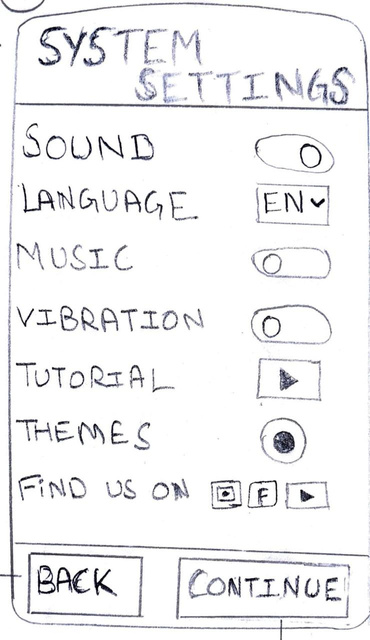 SYSTEM
SETTINGS
SOUND
LANGUAGE EN
MUSIC
VIBRATION
TUTORIAL
THEMES
FIND US ON F
BACK CONTINUE